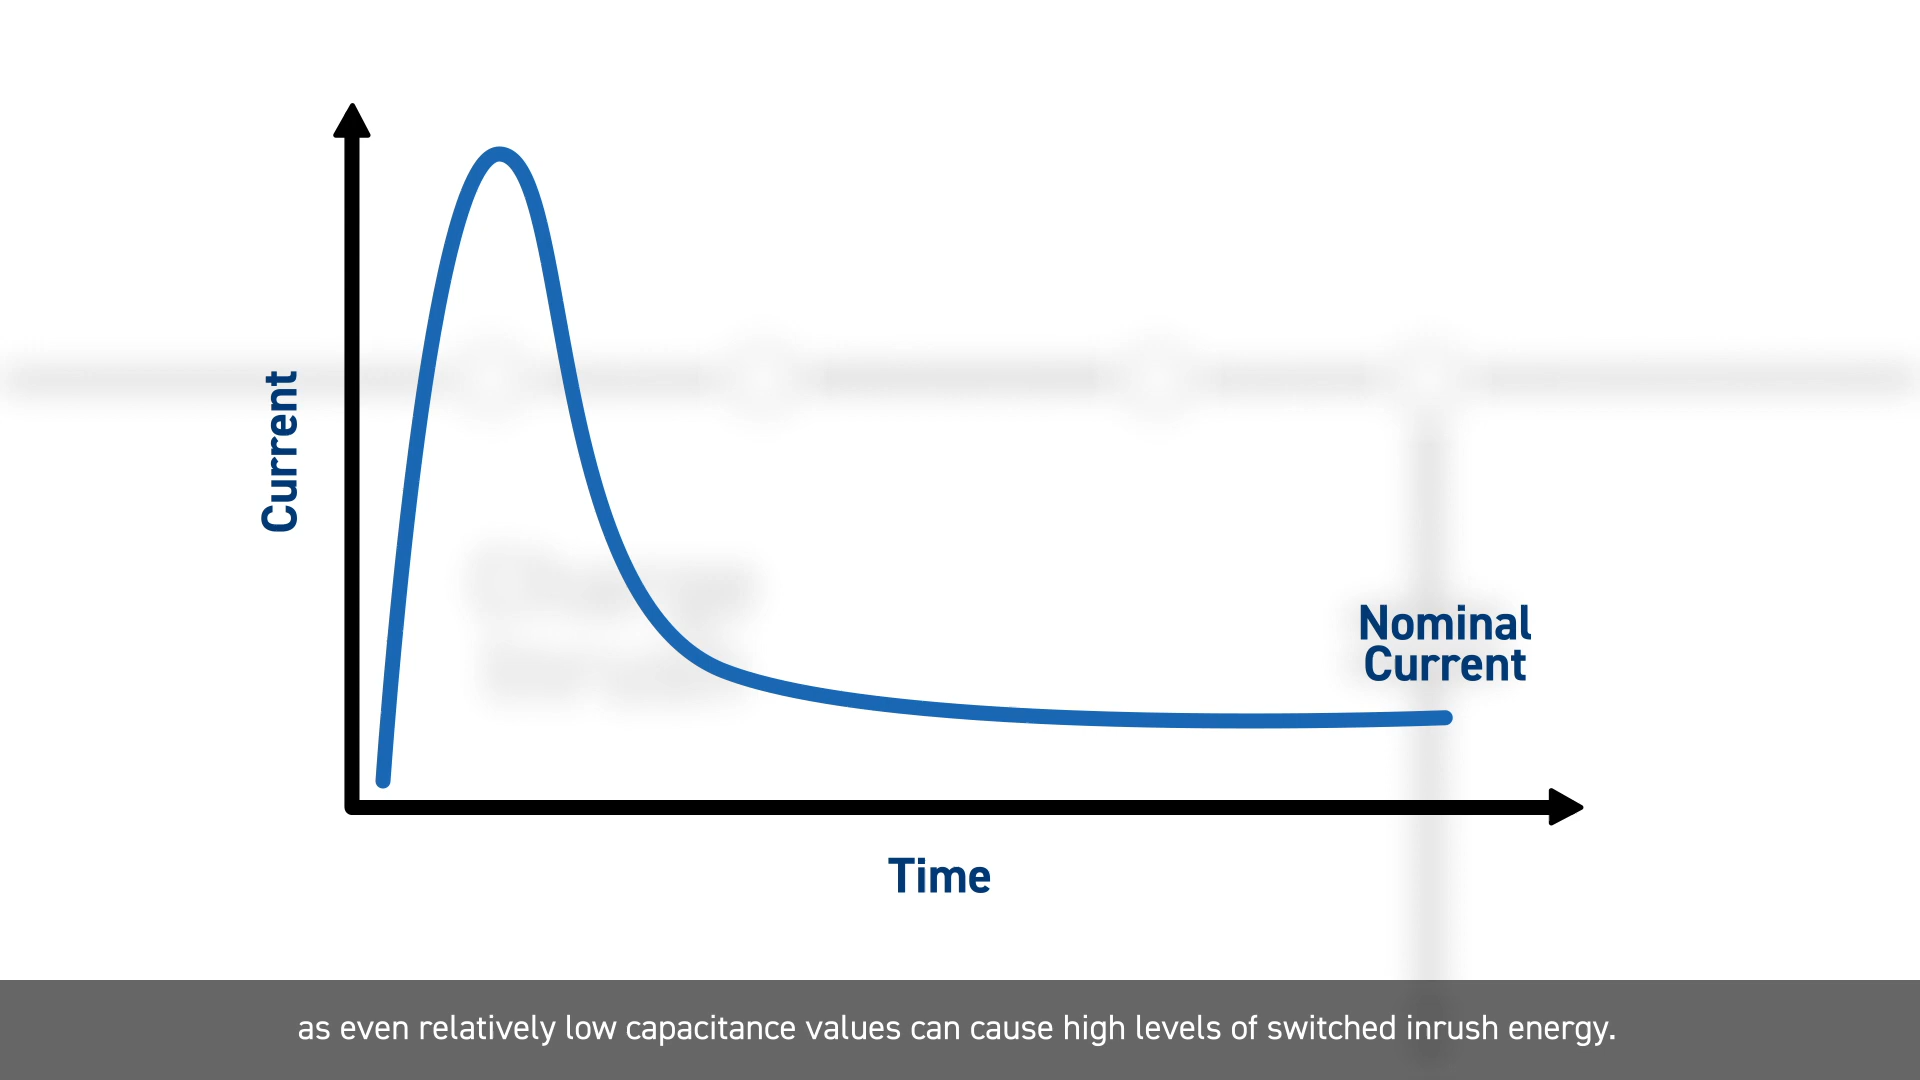 Current
Nominal
Current
Time
as even relatively low capacitance values can cause high levels of switched inrush energy.